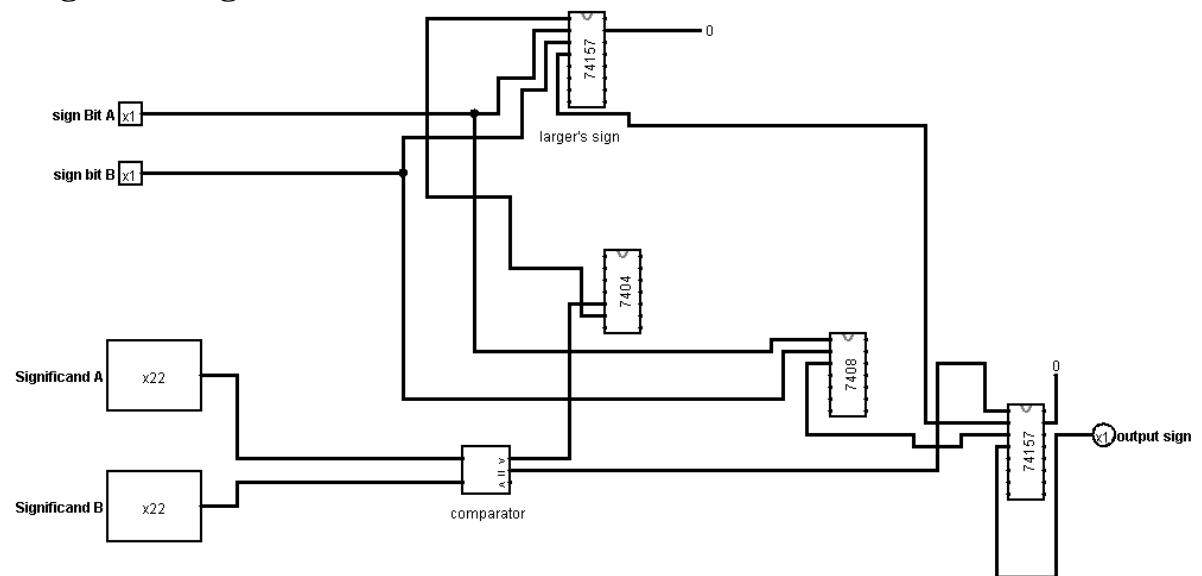 0
74157
sign Bit A x1
larger's sign
sign bit B x1
7404
Significand A x22
7408
0
74157
x1 output sign
Significand B x22
comparator